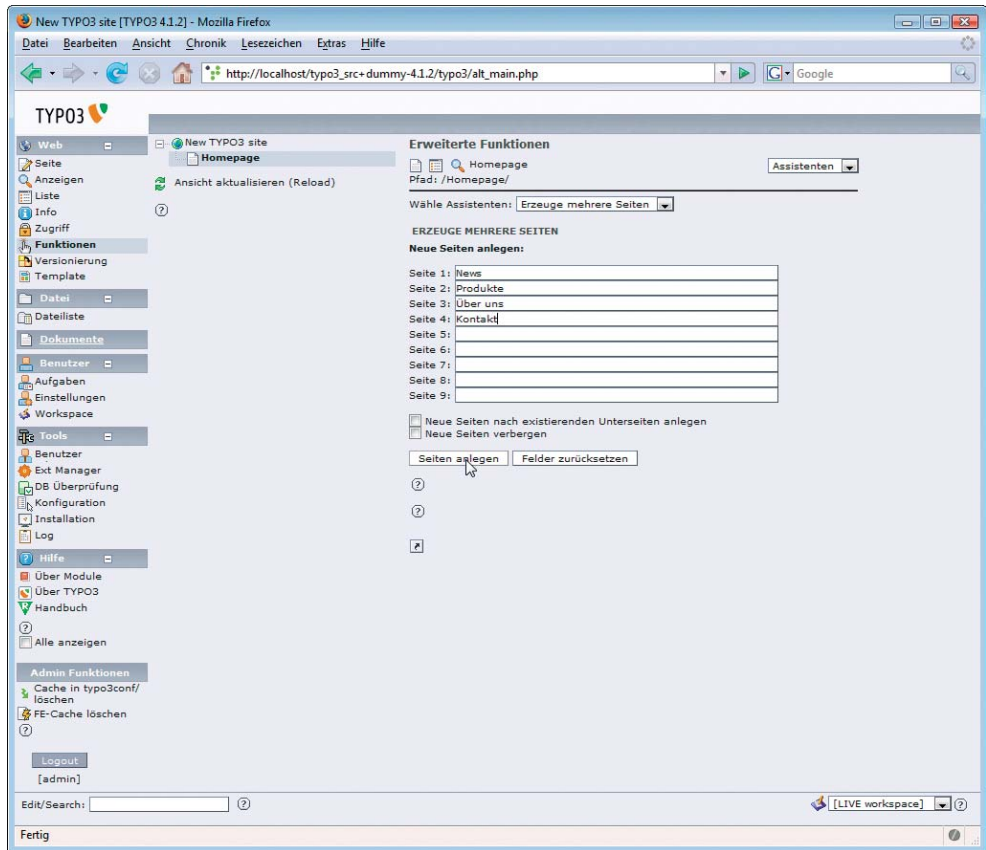 New TYPO3 site [TYPO3 4.1.2] - Mozilla Firefox
Datei Bearbeiten Ansicht Chronik Lesezeichen Extras Hilfe
http://localhost/typo3_src+dummy-4.1.2/typo3/alt_main.php
G Google
TYPO3
Web
Seite
Anzeigen
Liste
Info
Zugriff
Funktionen
Versionierung
Template
Datei
Dateiliste
Dokumente
Benutzer
Aufgaben
Einstellungen
Workspace
Tools
Benutzer
Ext Manager
DB Überprüfung
Konfiguration
Installation
Log
Hilfe
Über Module
Über TYPO3
Handbuch
Alle anzeigen
Admin Funktionen
Cache in typo3conf/
löschen
FE-Cache löschen
Logout
[admin]
New TYPO3 site
Homepage
Ansicht aktualisieren (Reload)
Erweiterte Funktionen
Homepage
Assistenten
Pfad: /Homepage/
Wähle Assistenten: Erzeuge mehrere Seiten
ERZEUGE MEHRERE SEITEN
Neue Seiten anlegen:
Seite 1: News
Seite 2: Produkte
Seite 3: Über uns
Seite 4: Kontakt
Seite 5:
Seite 6:
Seite 7:
Seite 8:
Seite 9:
Neue Seiten nach existierenden Unterseiten anlegen
Neue Seiten verbergen
Seiten anlegen Felder zurücksetzen
Edit/Search:
[LIVE workspace]
Fertig